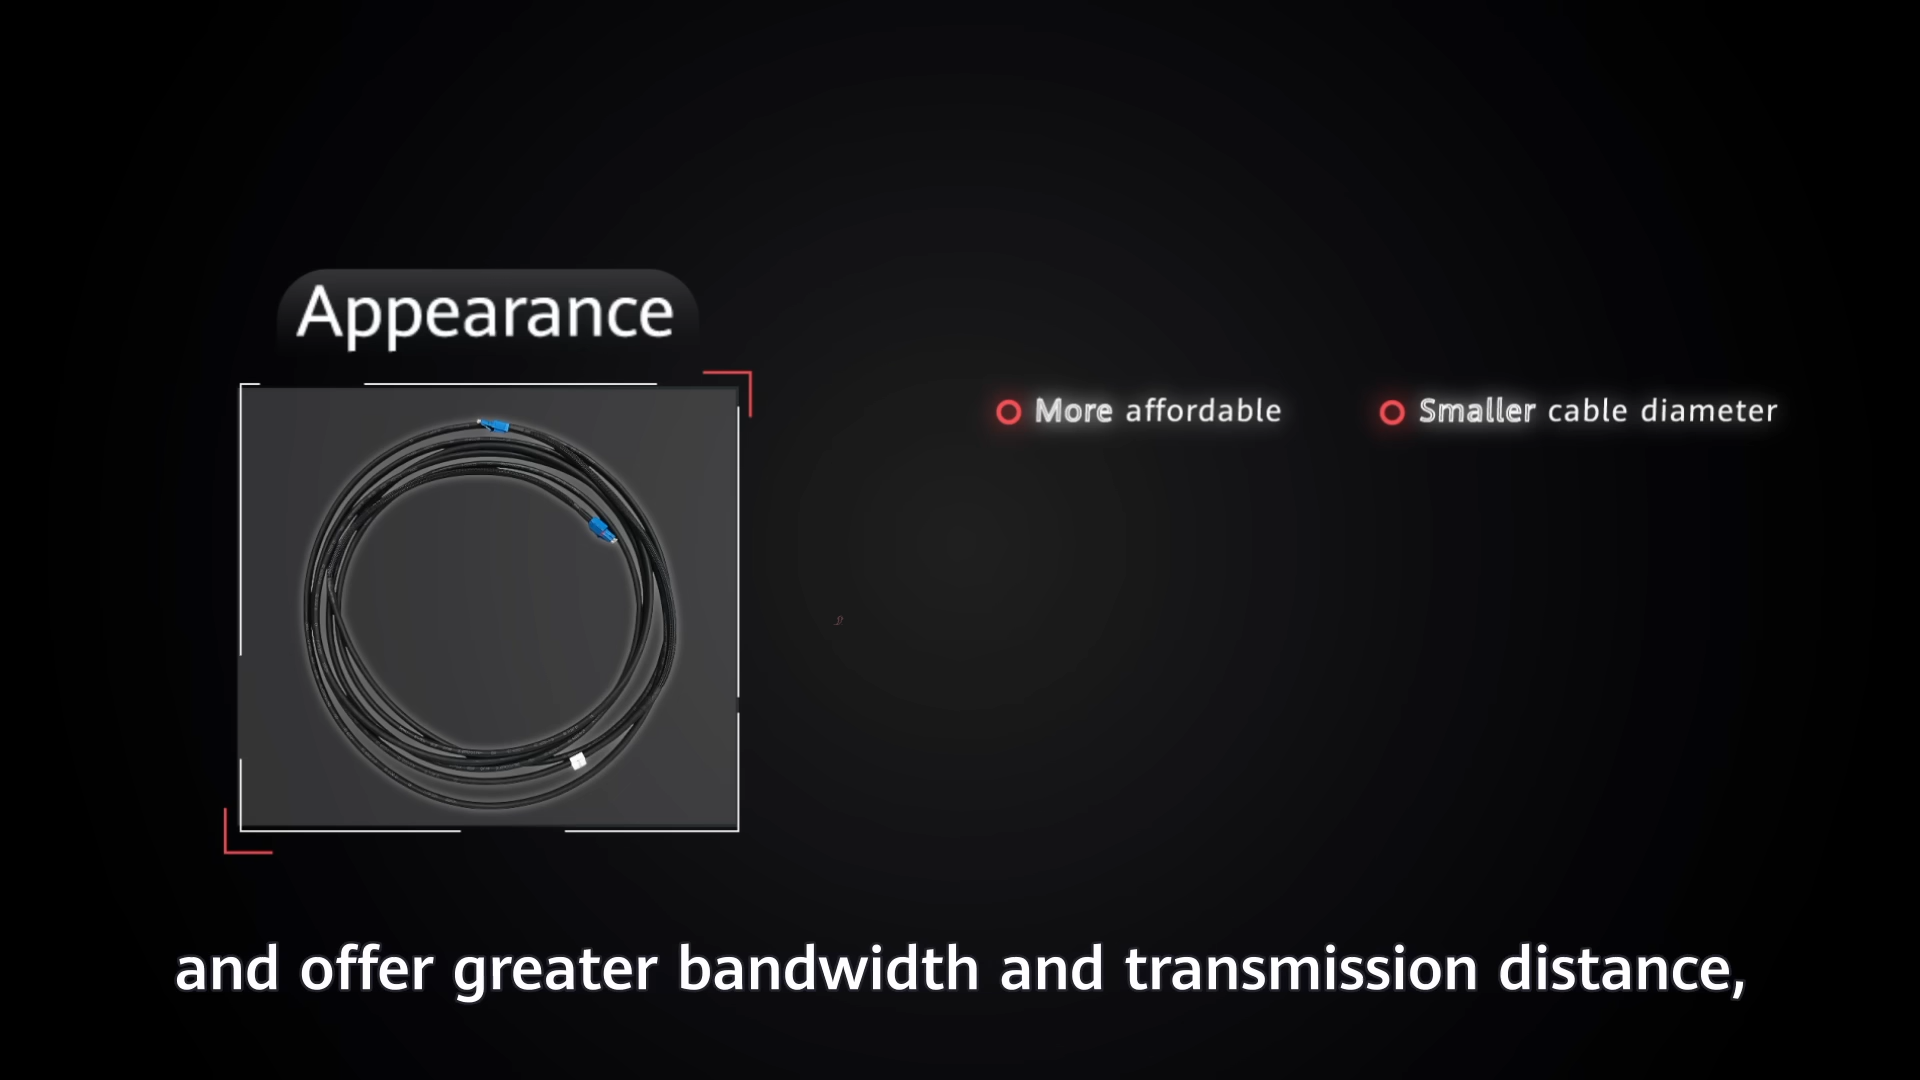 Appearance
More affordable
Smaller cable diameter
and offer greater bandwidth and transmission distance,